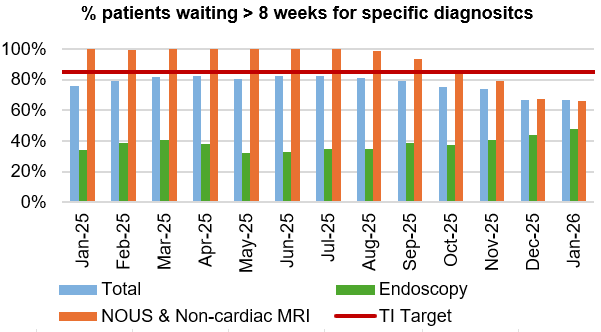 % patients waiting > 8 weeks for specific diagnositcs
100%
80%
60%
40%
20%
0%
Jan-25 Feb-25 Mar-25 Apr-25 May-25 Jun-25 Jul-25 Aug-25 Sep-25 Oct-25 Nov-25 Dec-25 Jan-26
Total Endoscopy
NOUS & Non-cardiac MRI TI Target